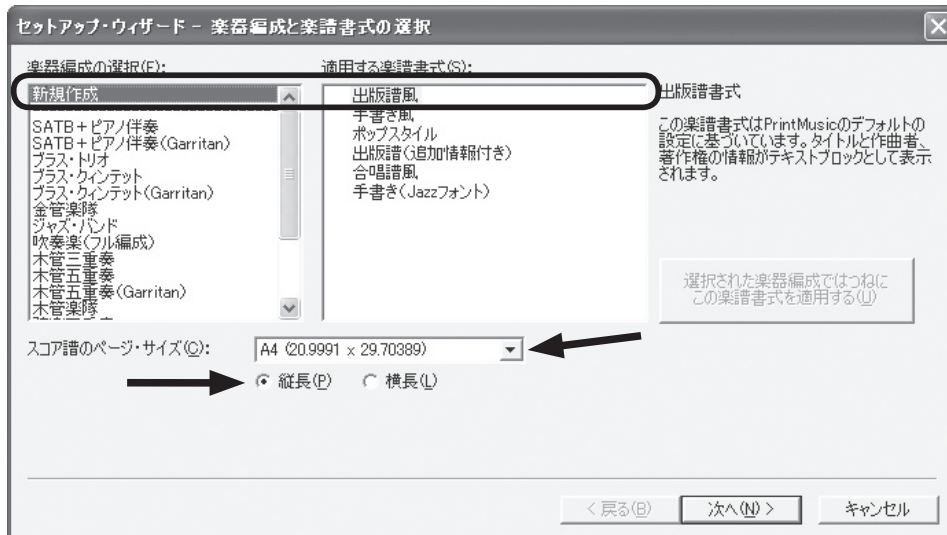 セットアップ・ウィザード - 楽器編成と楽譜書式の選択
楽器編成の選択(E):
適用する楽譜書式(S):
新規作成
SATB+ピアノ伴奏
SATB+ピアノ伴奏(Garritan)
ブラス・トリオ
ブラス・クィンテット
ブラス・クィンテット(Garritan)
金管楽隊
ジャズ・バンド
吹奏楽(フル編成)
木管三重奏
木管五重奏
木管五重奏(Garritan)
木管楽隊
出版譜風
手書き風
ポップスタイル
出版譜(追加情報付き)
合唱譜風
手書き(Jazzフォント)
出版譜書式
この楽譜書式はPrintMusicのデフォルトの
設定に基づいています。タイトルと作曲者、
著作権の情報がテキストブロックとして表示
されます。
選択された楽器編成ではつねに
この楽譜書式を適用する(U)
スコア譜のページ・サイズ(C):
A4 (20.9991 x 29.70389)
縦長(P)
横長(L)
< 戻る(B)
次へ(N) >
キャンセル